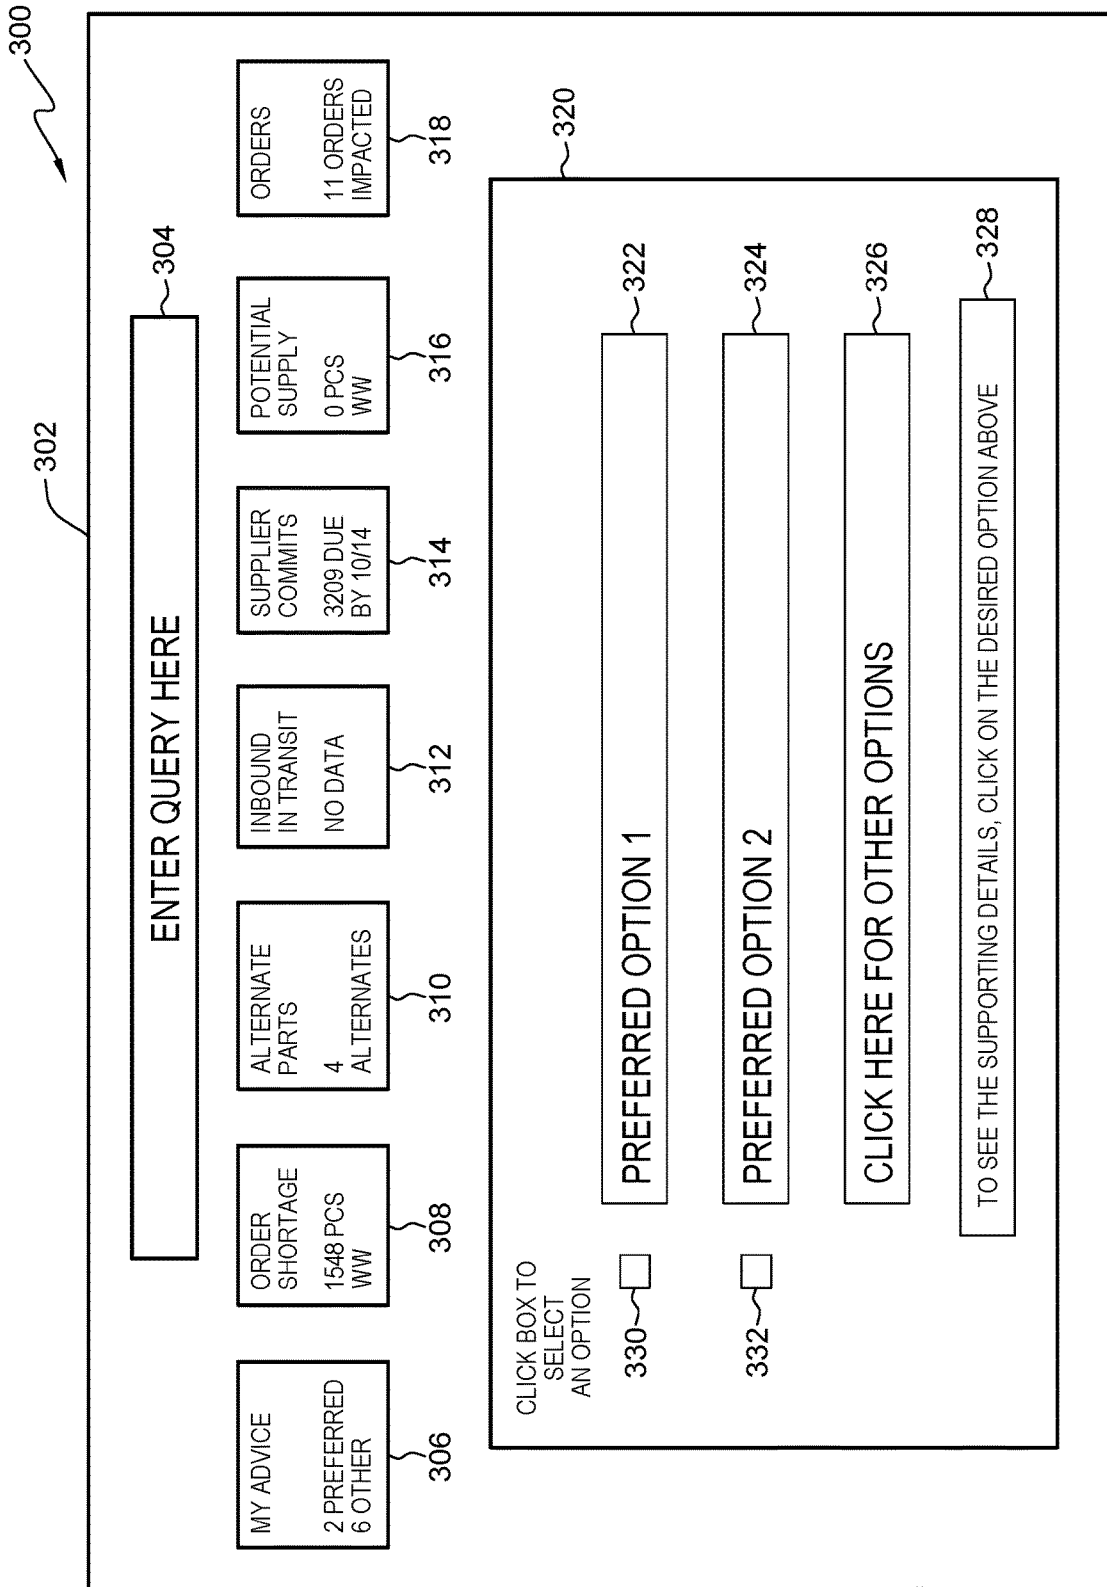 300
302
ENTER QUERY HERE
304
MY ADVICE
2 PREFERRED
6 OTHER
306
ORDER
SHORTAGE
1548 PCS
WW
308
ALTERNATE
PARTS
4
ALTERNATES
310
INBOUND
IN TRANSIT
NO DATA
312
SUPPLIER
COMMITS
3209 DUE
BY 10/14
314
POTENTIAL
SUPPLY
0 PCS
WW
316
ORDERS
11 ORDERS
IMPACTED
318
320
CLICK BOX TO
SELECT
AN OPTION
330
PREFERRED OPTION 1
322
332
PREFERRED OPTION 2
324
CLICK HERE FOR OTHER OPTIONS
326
TO SEE THE SUPPORTING DETAILS, CLICK ON THE DESIRED OPTION ABOVE
328